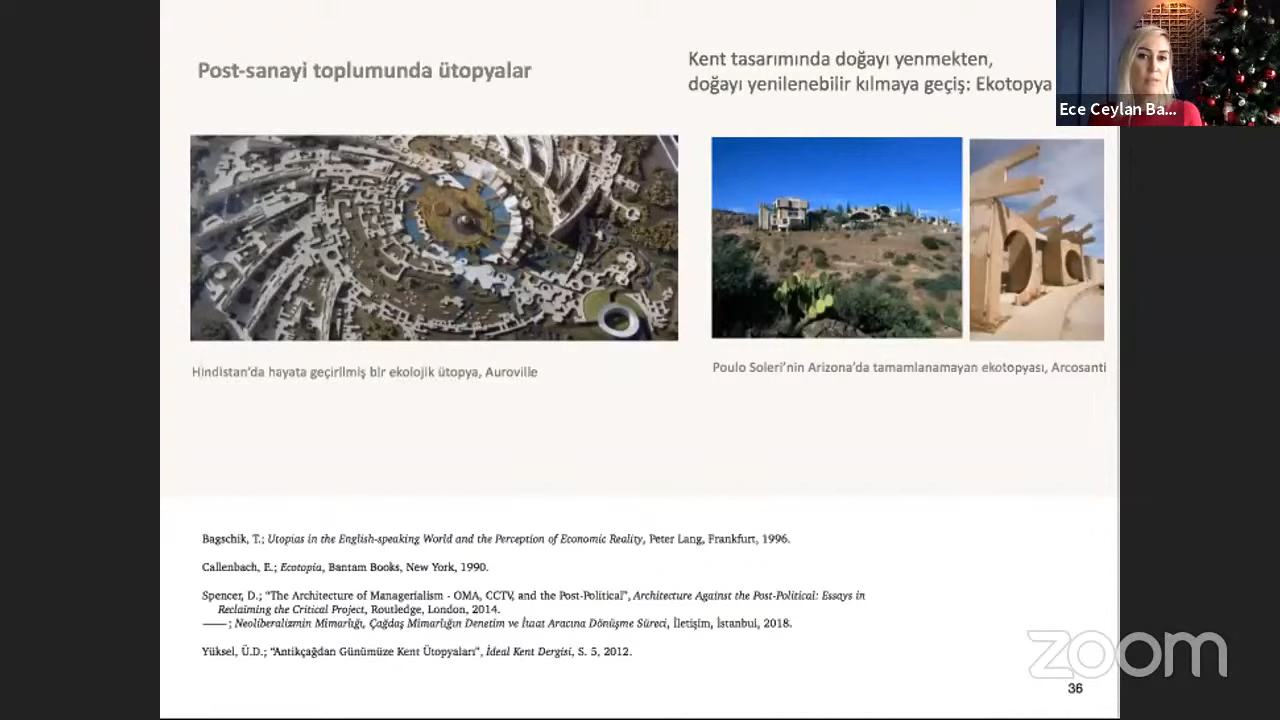 Post-sanayi toplumunda ütopyalar
Kent tasarımında doğayı yenmekten,
doğayı yenilenebilir kılmaya geçiş: Ekotopya
Ece Ceylan Ba...
Hindistan'da hayata geçirilmiş bir ekolojik ütopya, Auroville
Poulo Soleri'nin Arizona'da tamamlanamayan ekotopyası, Arcosanti
Bagschik, T.; Utopias in the English-speaking World and the Perception of Economic Reality, Peter Lang, Frankfurt, 1996.
Callenbach, E.; Ecotopia, Bantam Books, New York, 1990.
Spencer, D.; "The Architecture of Managerialism - OMA, CCTV, and the Post-Political", Architecture Against the Post-Political: Essays in
Reclaiming the Critical Project, Routledge, London, 2014.
——; Neoliberalizmin Mimarlığı, Çağdaş Mimarlığın Denetim ve İtaat Aracına Dönüşme Süreci, İletişim, İstanbul, 2018.
Yüksel, Ü.D.; "Antikçağdan Günümüze Kent Ütopyaları", İdeal Kent Dergisi, S. 5, 2012.
zoom
36